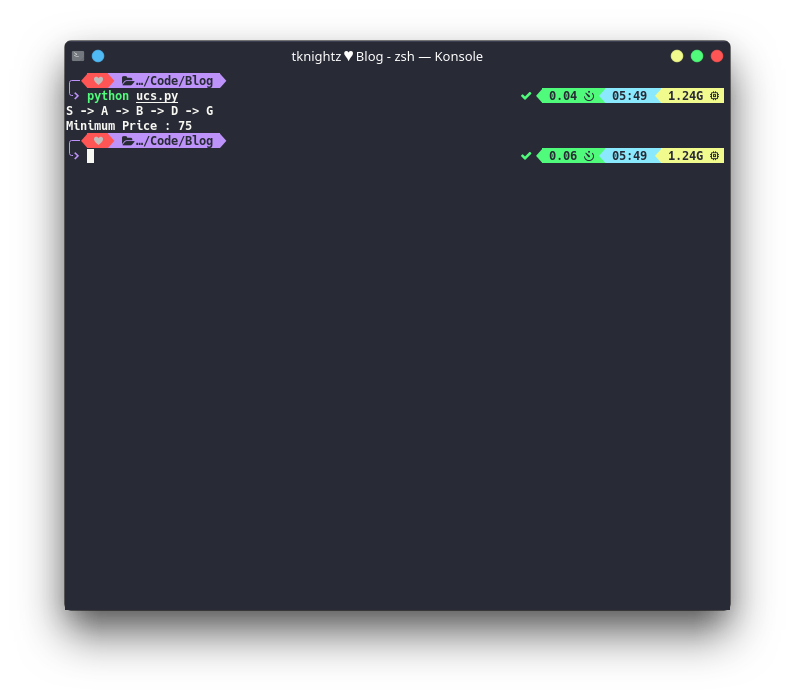 tknightz♥Blog - zsh — Konsole
…/Code/Blog
python ucs.py 0.04 05:49 1.24G
S -> A -> B -> D -> G
Minimum Price : 75
…/Code/Blog
0.06 05:49 1.24G